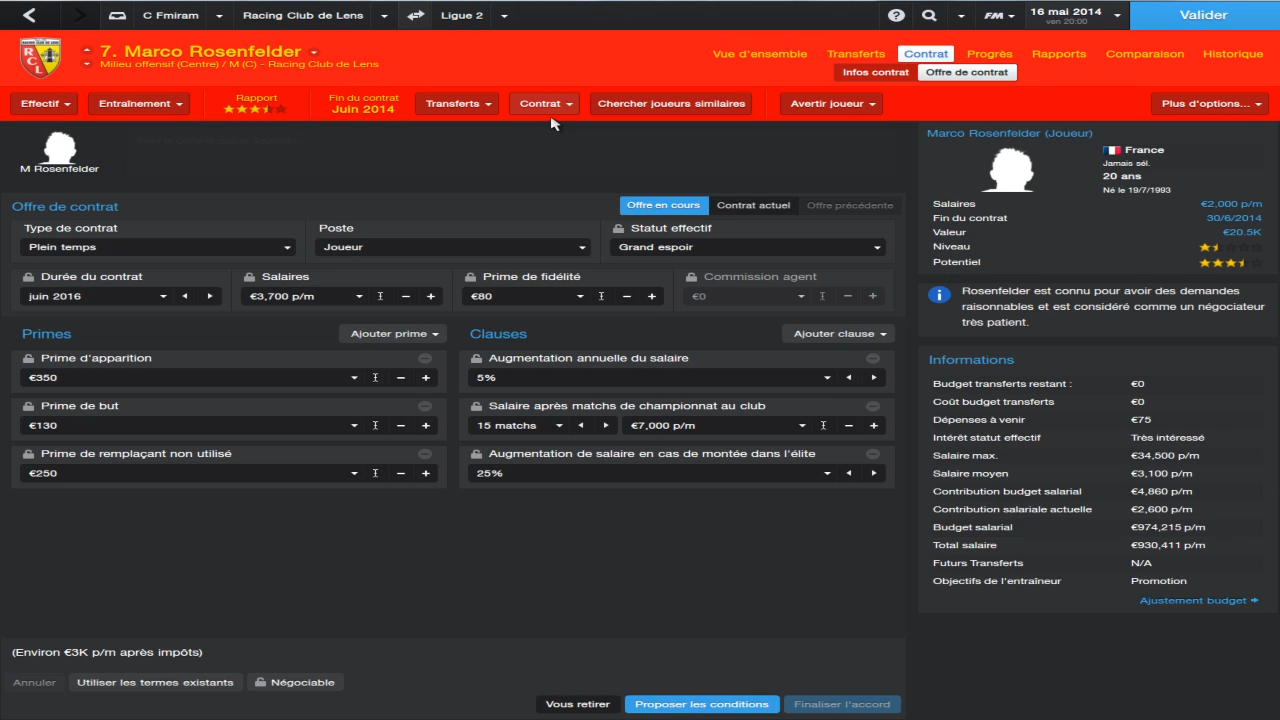 C Fmiram
Racing Club de Lens
Ligue 2
FM
16 mai 2014
ven 20:00
Valider
RCL
7. Marco Rosenfelder
Milieu offensif (Centre) / M (C) - Racing Club de Lens
Vue d'ensemble
Transferts
Contrat
Progrès
Rapports
Comparaison
Historique
Infos contrat
Offre de contrat
Effectif
Entraînement
Rapport
Fin du contrat
Juin 2014
Transferts
Contrat
Chercher joueurs similaires
Avertir joueur
Plus d'options...
M Rosenfelder
Offre de contrat
Offre en cours
Contrat actuel
Offre précédente
Type de contrat
Plein temps
Poste
Joueur
Statut effectif
Grand espoir
Durée du contrat
juin 2016
Salaires
€3,700 p/m
Prime de fidélité
€80
Commission agent
€0
Primes
Ajouter prime
Prime d'apparition
€350
Prime de but
€130
Prime de remplaçant non utilisé
€250
Clauses
Ajouter clause
Augmentation annuelle du salaire
5%
Salaire après matchs de championnat au club
15 matchs
€7,000 p/m
Augmentation de salaire en cas de montée dans l'élite
25%
(Environ €3K p/m après impôts)
Annuler
Utiliser les termes existants
Négociable
Vous retirer
Proposer les conditions
Finaliser l'accord
Marco Rosenfelder (Joueur)
France
Jamais sél.
20 ans
Né le 19/7/1993
Salaires €2,000 p/m
Fin du contrat 30/6/2014
Valeur €20.5K
Niveau
Potentiel
Rosenfelder est connu pour avoir des demandes
raisonnables et est considéré comme un négociateur
très patient.
Informations
Budget transferts restant : €0
Coût budget transferts €0
Dépenses à venir €75
Intérêt statut effectif Très intéressé
Salaire max. €34,500 p/m
Salaire moyen €3,100 p/m
Contribution budget salarial €4,860 p/m
Contribution salariale actuelle €2,600 p/m
Budget salarial €974,215 p/m
Total salaire €930,411 p/m
Futurs Transferts N/A
Objectifs de l'entraîneur Promotion
Ajustement budget